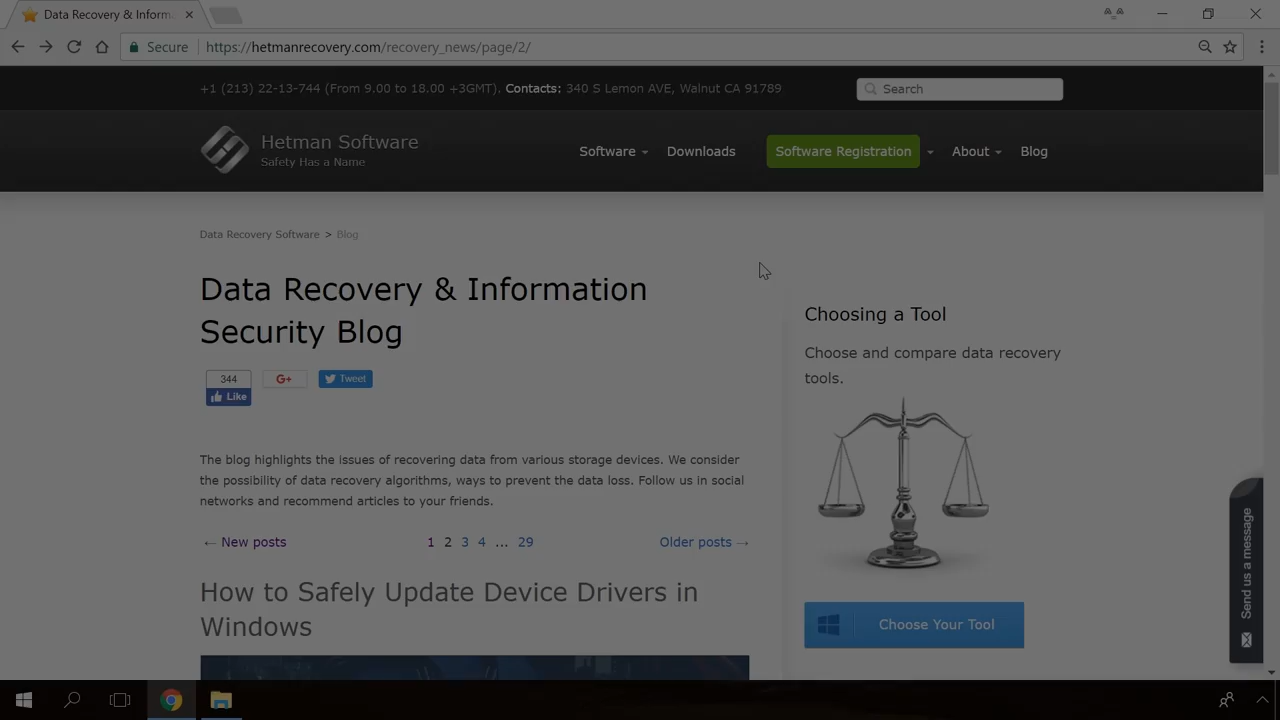 Data Recovery & Inform
Secure
https://hetmanrecovery.com/recovery_news/page/2/
+1 (213) 22-13-744 (From 9.00 to 18.00 +3GMT). Contacts: 340 S Lemon AVE, Walnut CA 91789
Search
Hetman Software
Safety Has a Name
Software
Downloads
Software Registration
About
Blog
Data Recovery Software > Blog
Data Recovery & Information
Security Blog
344
Like
G+
Tweet
The blog highlights the issues of recovering data from various storage devices. We consider
the possibility of data recovery algorithms, ways to prevent the data loss. Follow us in social
networks and recommend articles to your friends.
← New posts
1 2 3 4 ... 29
Older posts →
How to Safely Update Device Drivers in
Windows
Choosing a Tool
Choose and compare data recovery
tools.
Choose Your Tool
Send us a message